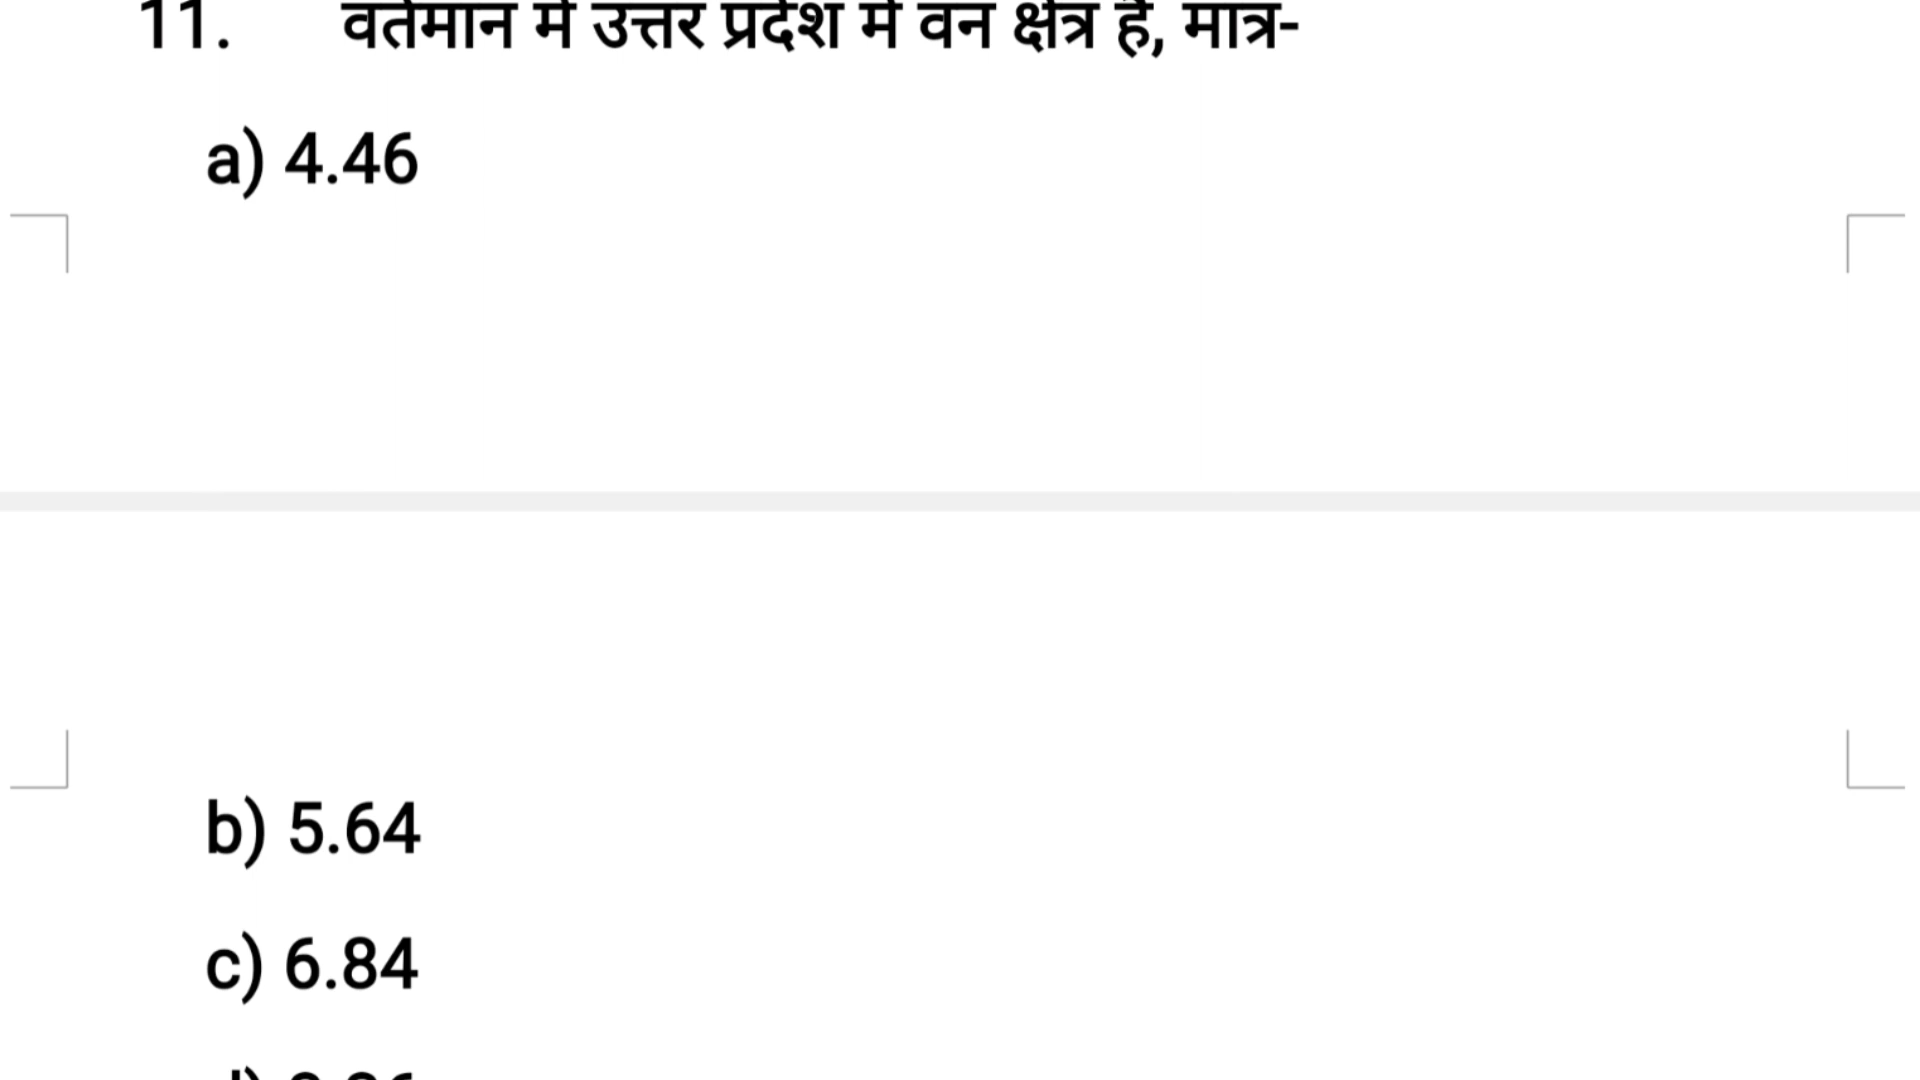 11. वर्तमान में उत्तर प्रदेश में वन क्षेत्र है, मात्र-
a) 4.46
b) 5.64
c) 6.84